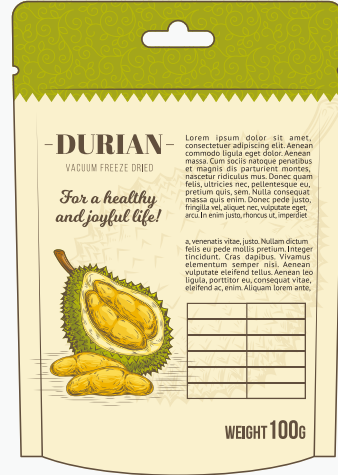 -DURIAN-
VACUUM FREEZE DRIED
For a healthy
and joyful life!
Lorem ipsum dolor sit amet,
consectetuer adipiscing elit. Aenean
commodo ligula eget dolor. Aenean
massa. Cum sociis natoque penatibus
et magnis dis parturient montes,
nascetur ridiculus mus. Donec quam
felis, ultricies nec, pellentesque eu,
pretium quis, sem. Nulla consequat
massa quis enim. Donec pede justo,
fringilla vel, aliquet nec, vulputate eget,
arcu. In enim justo, rhoncus ut, imperdiet
a, venenatis vitae, justo. Nullam dictum
felis eu pede mollis pretium. Integer
tincidunt. Cras dapibus. Vivamus
elementum semper nisi. Aenean
vulputate eleifend tellus. Aenean leo
ligula, porttitor eu, consequat vitae,
eleifend ac, enim. Aliquam lorem ante,
WEIGHT 100G